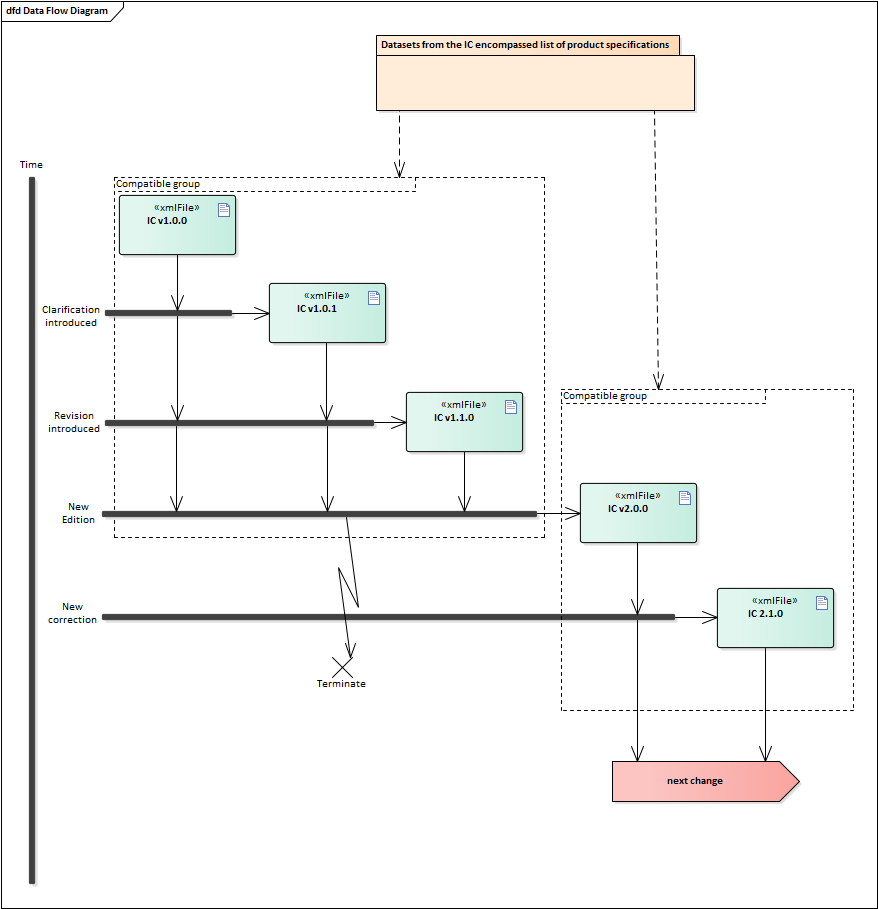 dfd Data Flow Diagram
Datasets from the IC encompassed list of product specifications
Time
Compatible group
«xmlFile»
IC v1.0.0
Clarification
introduced
«xmlFile»
IC v1.0.1
Revision
introduced
«xmlFile»
IC v1.1.0
Compatible group
New
Edition
«xmlFile»
IC v2.0.0
New
correction
«xmlFile»
IC 2.1.0
Terminate
next change